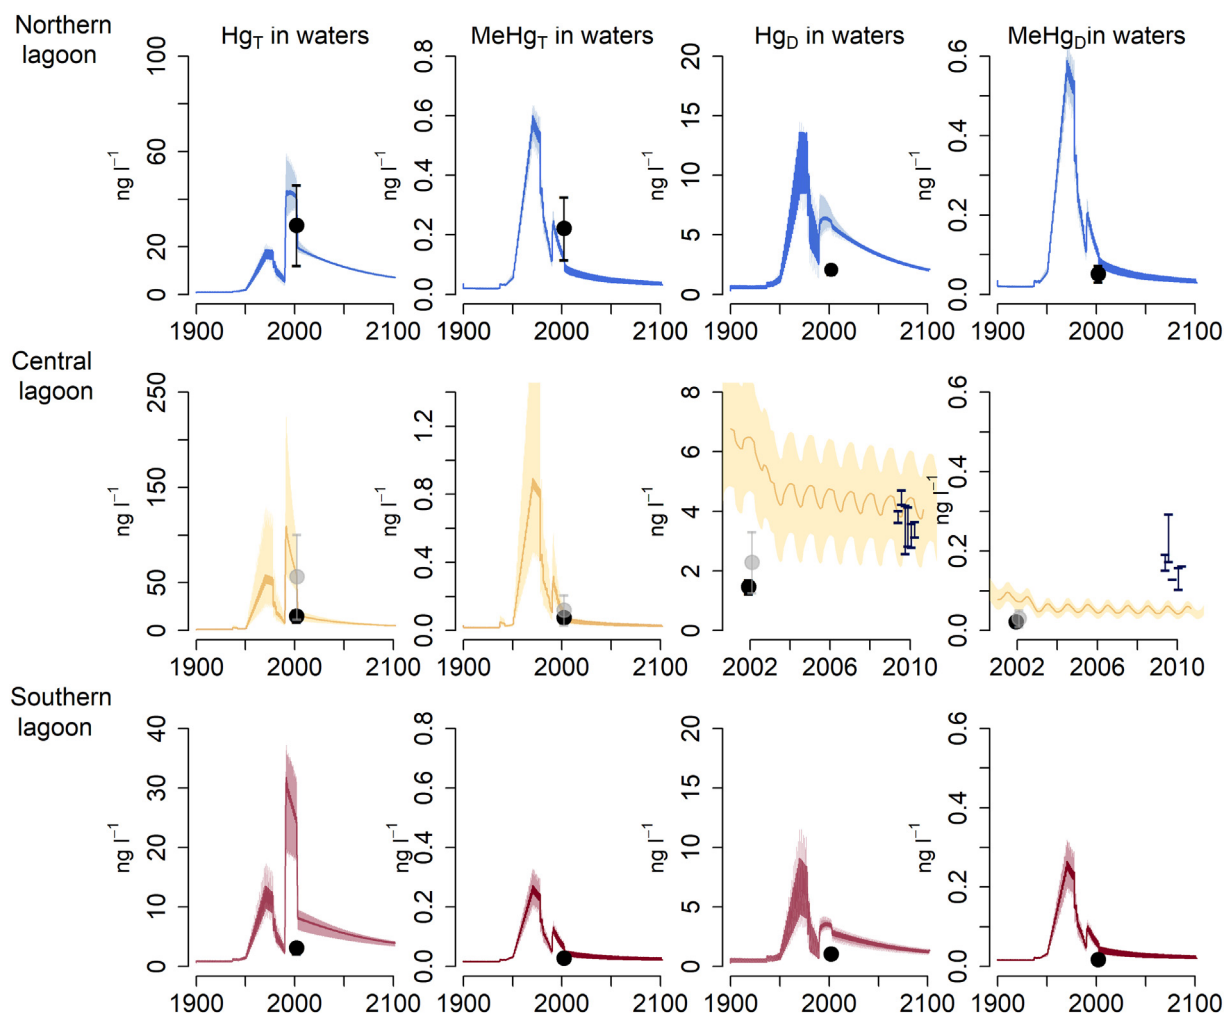 Northern
lagoon
HgT in waters
MeHgT in waters
HgD in waters
MeHgDin waters
ng l⁻¹
0 20 60 100
1900 2000 2100
ng l⁻¹
0.0 0.2 0.4 0.6 0.8
1900 2000 2100
ng l⁻¹
0 5 10 15 20
1900 2000 2100
ng l⁻¹
0.0 0.2 0.4 0.6
1900 2000 2100
Central
lagoon
ng l⁻¹
0 50 150 250
1900 2000 2100
ng l⁻¹
0.0 0.4 0.8 1.2
1900 2000 2100
ng l⁻¹
0 2 4 6 8
2002 2006 2010
ng l⁻¹
0.0 0.2 0.4 0.6
2002 2006 2010
Southern
lagoon
ng l⁻¹
0 10 20 30 40
1900 2000 2100
ng l⁻¹
0.0 0.2 0.4 0.6 0.8
1900 2000 2100
ng l⁻¹
0 5 10 15 20
1900 2000 2100
ng l⁻¹
0.0 0.2 0.4 0.6
1900 2000 2100